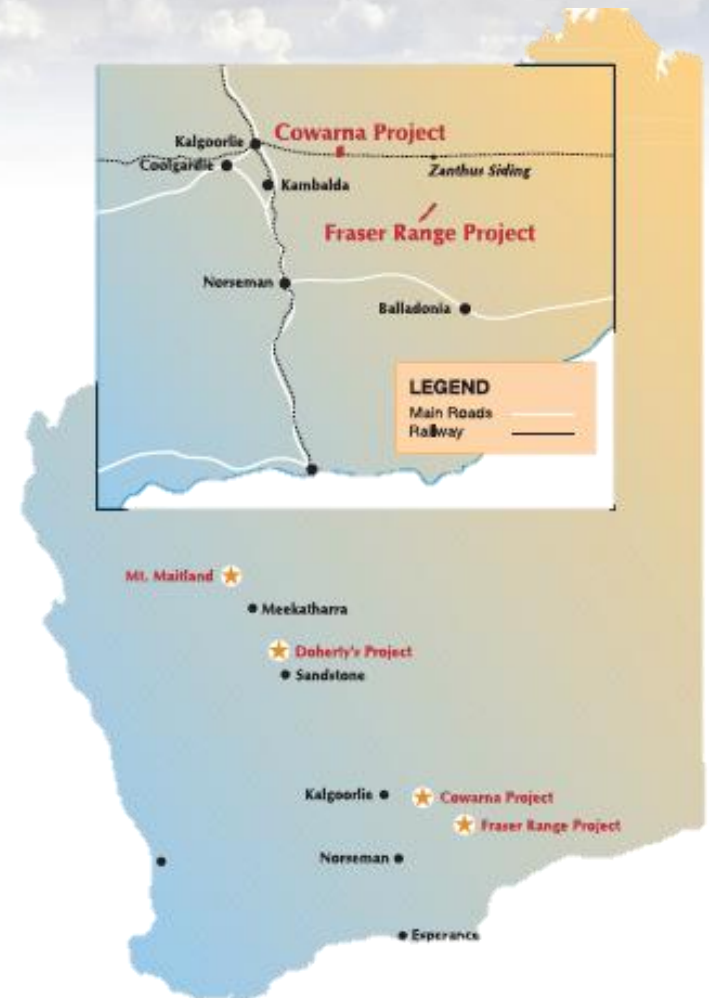 Kalgoorlie
Cowarna Project
Coolgardie
Zanthus Siding
Kambalda
Fraser Range Project
Norseman
Balladonia
LEGEND
Main Roads
Railway
Mt. Maitland
Meekatharra
Doherty's Project
Sandstone
Kalgoorlie
Cowarna Project
Fraser Range Project
Norseman
Esperance